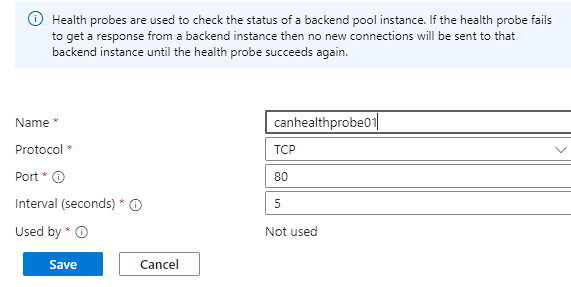 Health probes are used to check the status of a backend pool instance. If the health probe fails
to get a response from a backend instance then no new connections will be sent to that
backend instance until the health probe succeeds again.
Name *
canhealthprobe01
Protocol *
TCP
Port *
80
Interval (seconds) *
5
Used by *
Not used
Save
Cancel